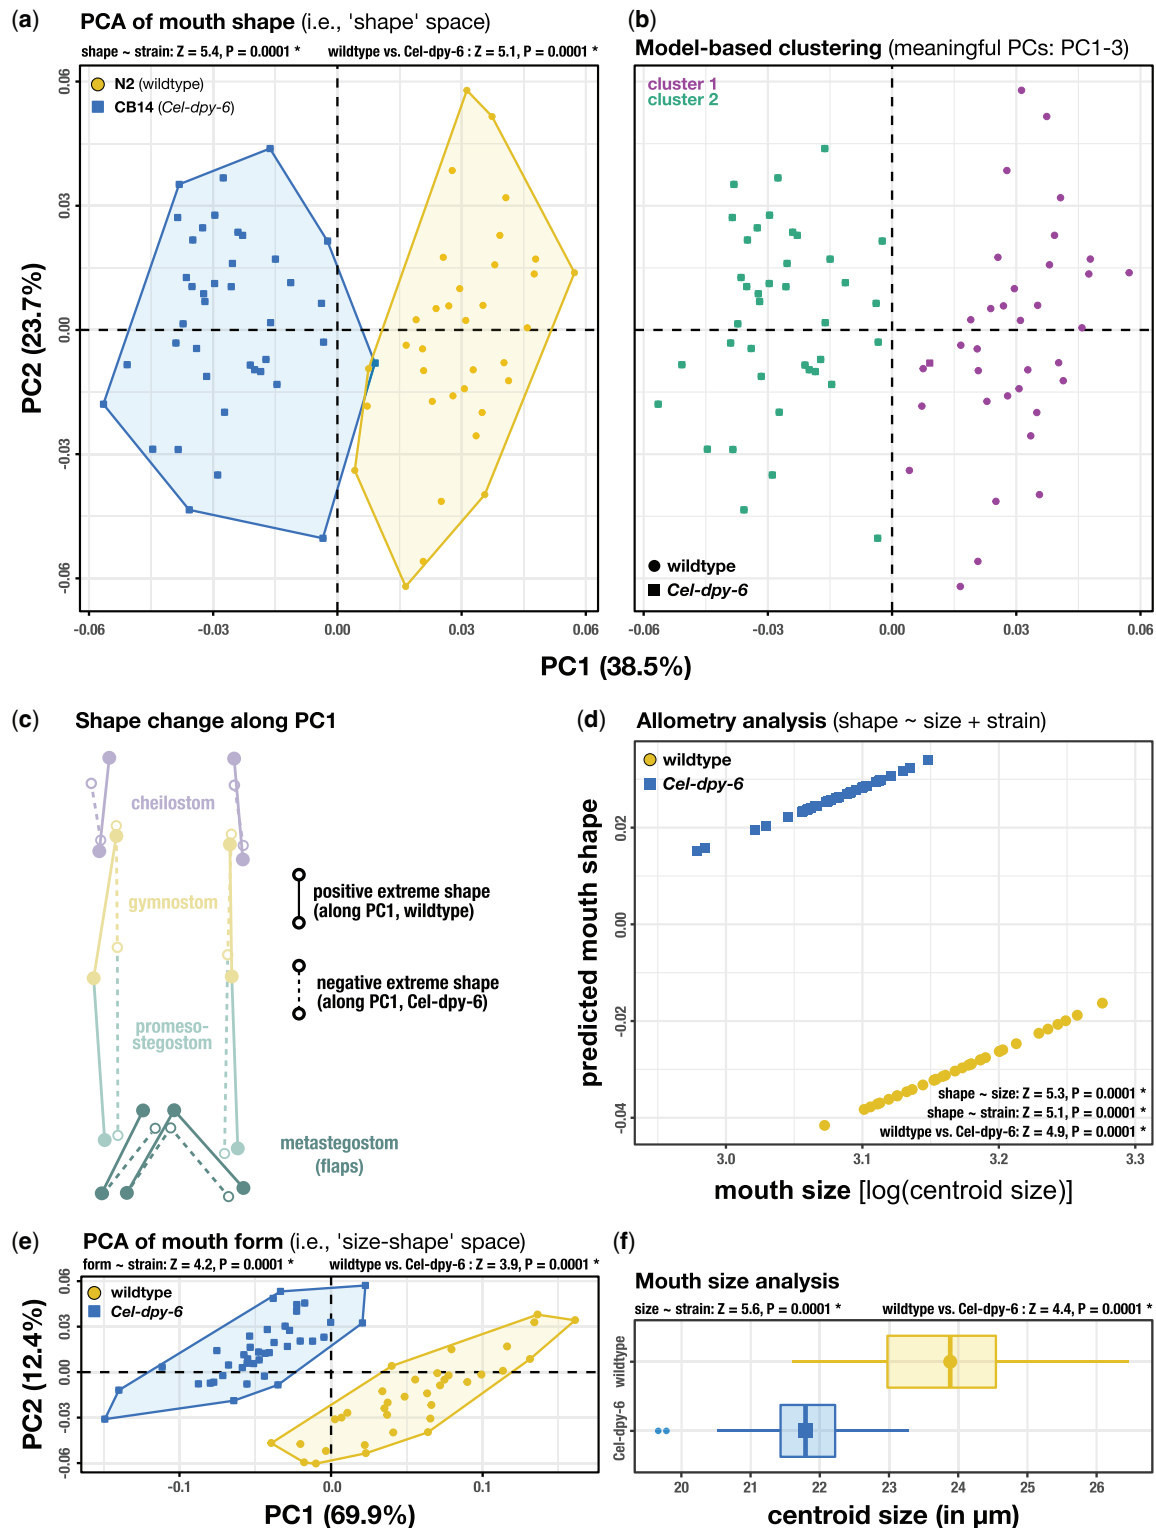 (a) PCA of mouth shape (i.e., 'shape' space)
shape ~ strain: Z = 5.4, P = 0.0001 * wildtype vs. Cel-dpy-6 : Z = 5.1, P = 0.0001 *
N2 (wildtype)
CB14 (Cel-dpy-6)
0.06
0.03
0.00
-0.03
-0.06
PC2 (23.7%)
-0.06 -0.03 0.00 0.03 0.06
(b)
Model-based clustering (meaningful PCs: PC1-3)
cluster 1
cluster 2
wildtype
Cel-dpy-6
-0.06 -0.03 0.00 0.03 0.06
PC1 (38.5%)
(c) Shape change along PC1
cheilostom
gymnostom
promeso-
stegostom
metastegostom
(flaps)
positive extreme shape
(along PC1, wildtype)
negative extreme shape
(along PC1, Cel-dpy-6)
(d) Allometry analysis (shape ~ size + strain)
wildtype
Cel-dpy-6
predicted mouth shape
0.02
0.00
-0.02
-0.04
shape ~ size: Z = 5.3, P = 0.0001 *
shape ~ strain: Z = 5.1, P = 0.0001 *
wildtype vs. Cel-dpy-6: Z = 4.9, P = 0.0001 *
3.0 3.1 3.2 3.3
mouth size [log(centroid size)]
(e) PCA of mouth form (i.e., 'size-shape' space)
form ~ strain: Z = 4.2, P = 0.0001 * wildtype vs. Cel-dpy-6 : Z = 3.9, P = 0.0001 *
wildtype
Cel-dpy-6
PC2 (12.4%)
0.06
0.03
0.00
-0.03
-0.06
-0.1 0.0 0.1
PC1 (69.9%)
(f)
Mouth size analysis
size ~ strain: Z = 5.6, P = 0.0001 * wildtype vs. Cel-dpy-6 : Z = 4.4, P = 0.0001 *
wildtype
Cel-dpy-6
20 21 22 23 24 25 26
centroid size (in µm)